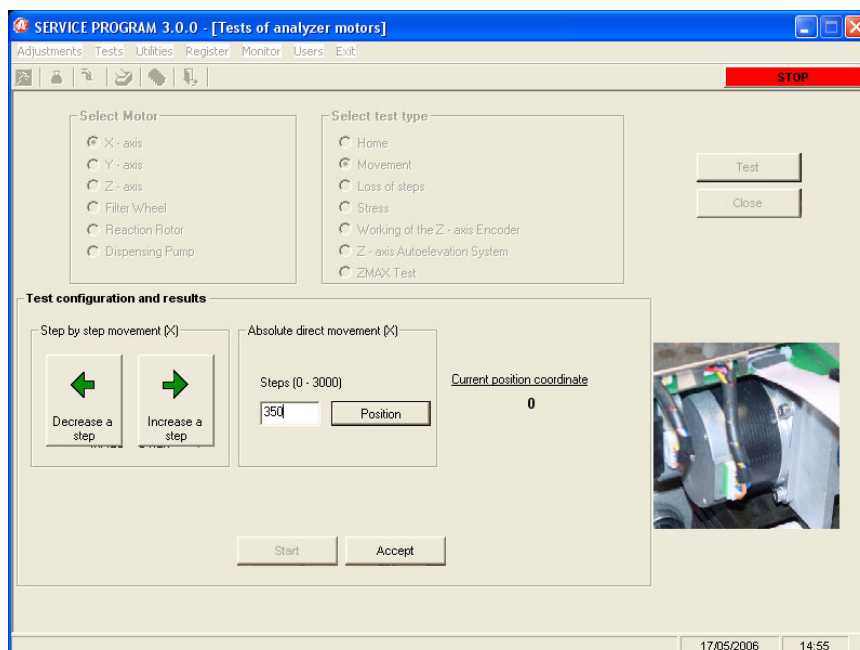 SERVICE PROGRAM 3.0.0 - [Tests of analyzer motors]
Adjustments Tests Utilities Register Monitor Users Exit
STOP
Select Motor
X - axis
Y - axis
Z - axis
Filter Wheel
Reaction Rotor
Dispensing Pump
Select test type
Home
Movement
Loss of steps
Stress
Working of the Z - axis Encoder
Z - axis Autoelevation System
ZMAX Test
Test
Close
Test configuration and results
Step by step movement (X)
Decrease a
step
Increase a
step
Absolute direct movement (X)
Steps (0 - 3000)
350
Position
Current position coordinate
0
Start
Accept
17/05/2006
14:55